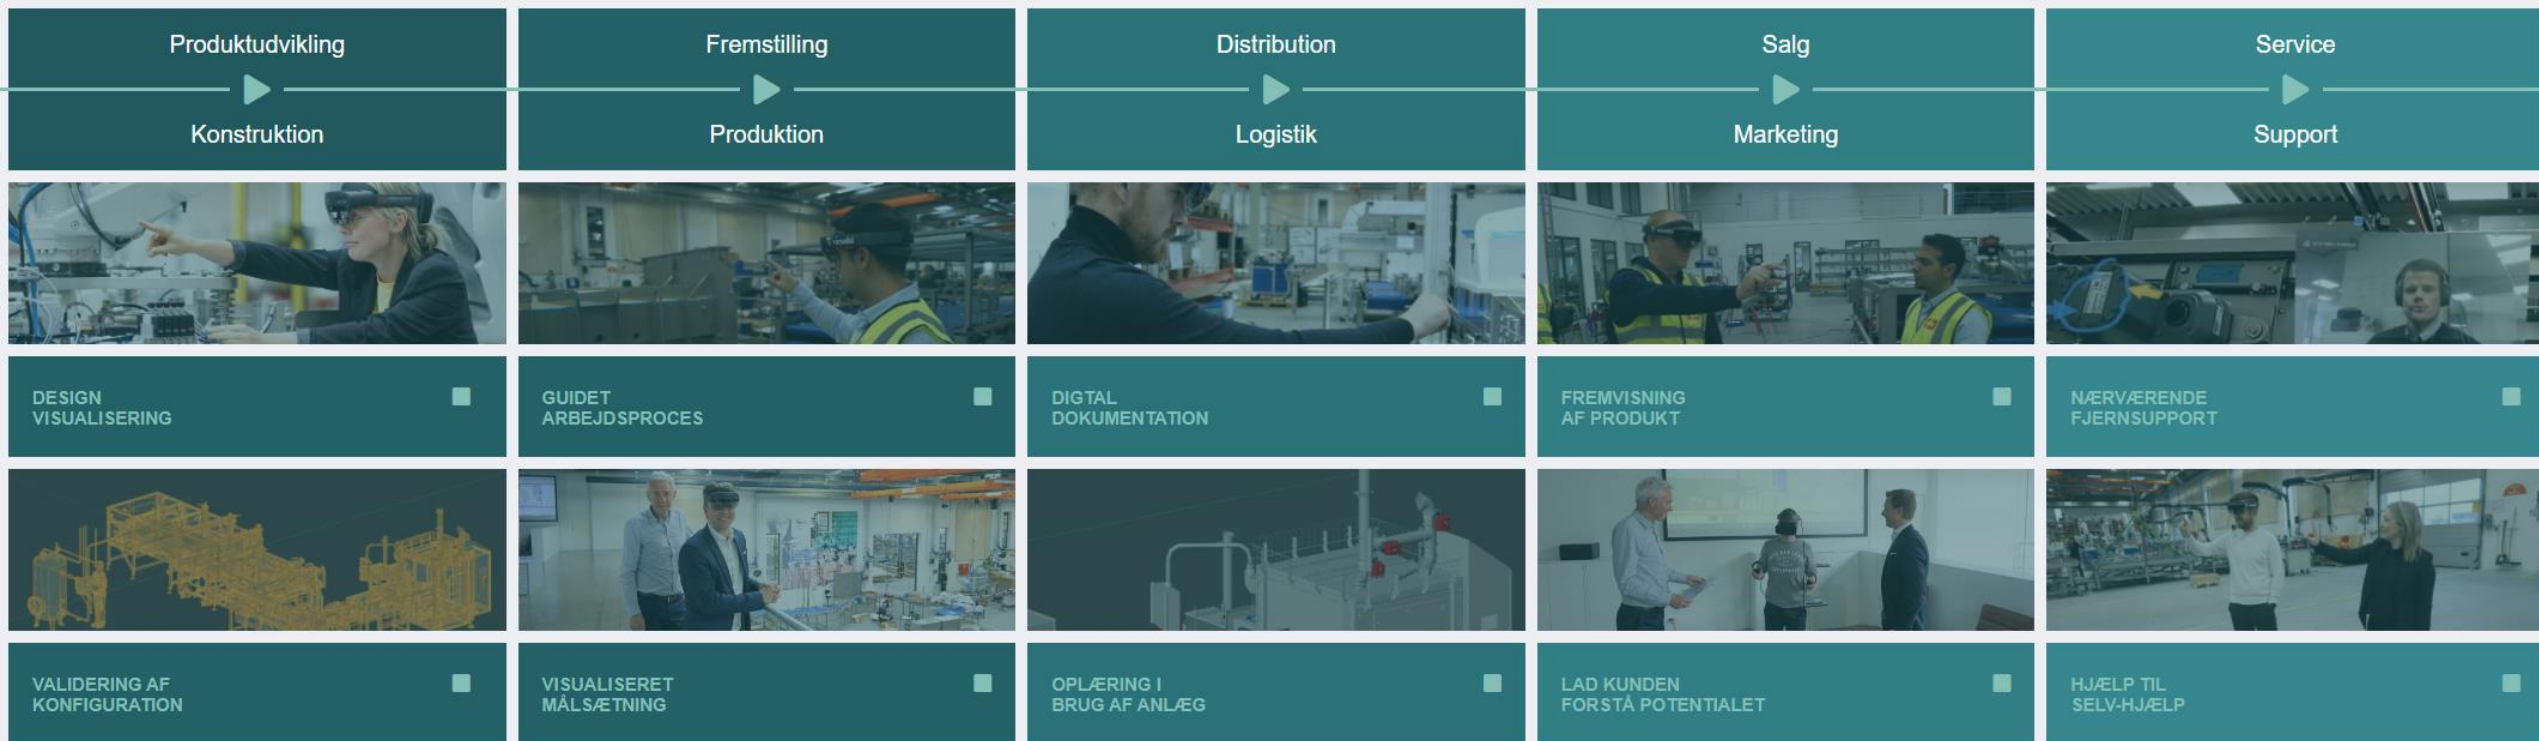 Produktudvikling
Konstruktion
Fremstilling
Produktion
Distribution
Logistik
Salg
Marketing
Service
Support
DESIGN
VISUALISERING
GUIDET
ARBEJDSPROCES
DIGTAL
DOKUMENTATION
FREMVISNING
AF PRODUKT
NÆRVÆRENDE
FJERNSUPPORT
VALIDERING AF
KONFIGURATION
VISUALISERET
MÅLSÆTNING
OPLÆRING I
BRUG AF ANLÆG
LAD KUNDEN
FORSTÅ POTENTIALET
HJÆLP TIL
SELV-HJÆLP